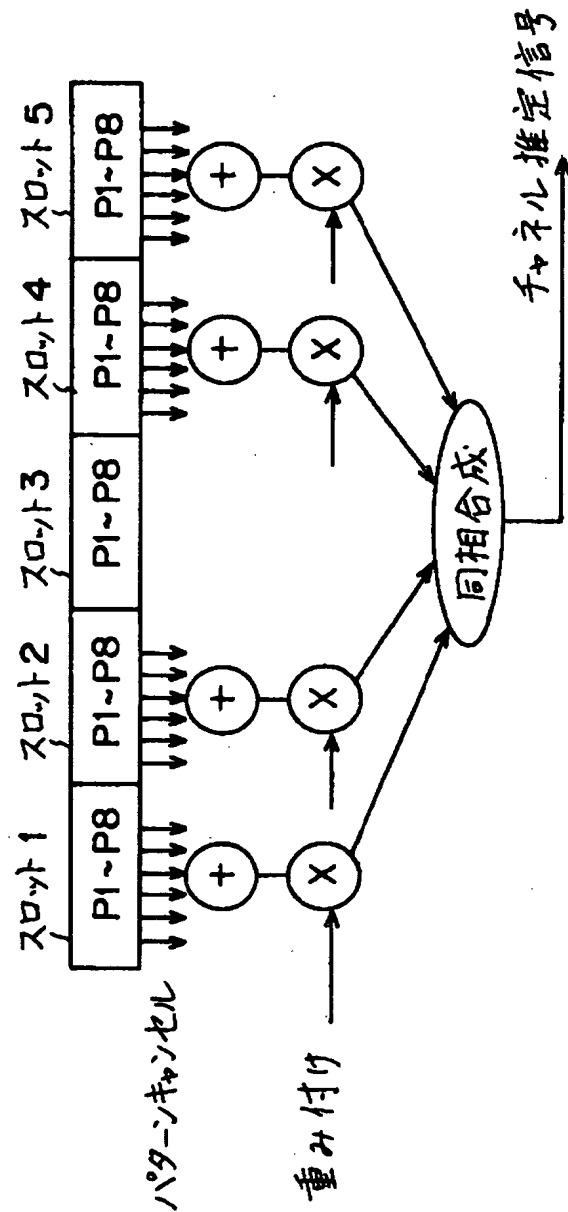 スロット1
スロット2
スロット3
スロット4
スロット5
P1~P8
P1~P8
P1~P8
P1~P8
P1~P8
パターンキャンセル
+
+
+
+
重み付け
×
×
×
×
同相合成
チャネル推定信号